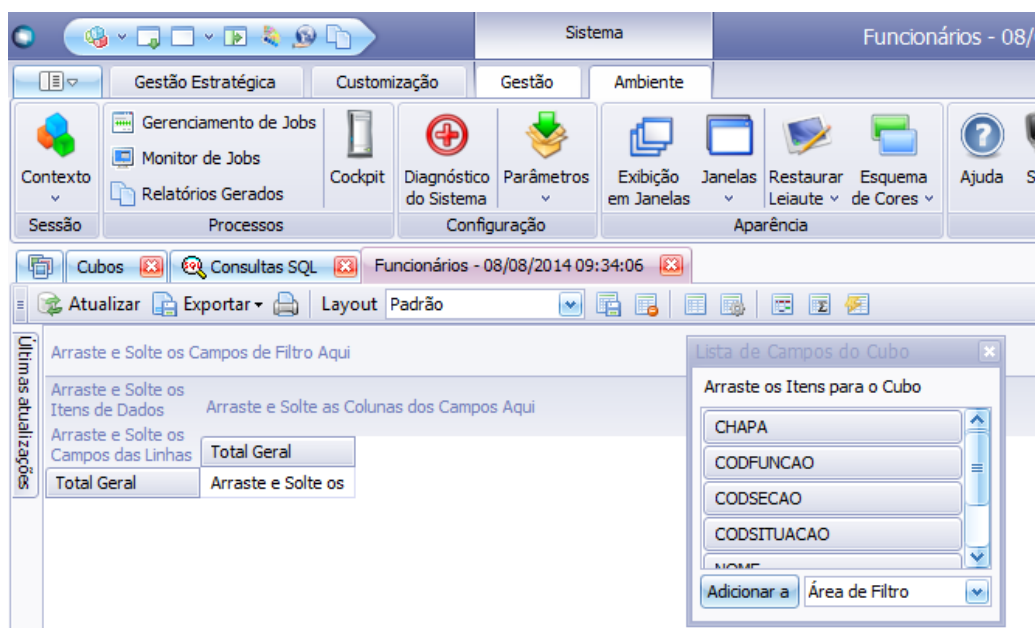 Sistema
Funcionários - 08/
Gestão Estratégica
Customização
Gestão
Ambiente
Contexto
Sessão
Gerenciamento de Jobs
Monitor de Jobs
Relatórios Gerados
Cockpit
Processos
Diagnóstico
do Sistema
Parâmetros
Configuração
Exibição
em Janelas
Janelas
Restaurar
Leiaute
Esquema
de Cores
Aparência
Ajuda
S
Cubos
Consultas SQL
Funcionários - 08/08/2014 09:34:06
Atualizar
Exportar
Layout
Padrão
Últimas atualizações
Arraste e Solte os Campos de Filtro Aqui
Arraste e Solte os
Itens de Dados
Arraste e Solte as Colunas dos Campos Aqui
Arraste e Solte os
Campos das Linhas
Total Geral
Total Geral
Arraste e Solte os
Lista de Campos do Cubo
Arraste os Itens para o Cubo
CHAPA
CODFUNCAO
CODSECAO
CODSITUACAO
NOME
Adicionar a
Área de Filtro